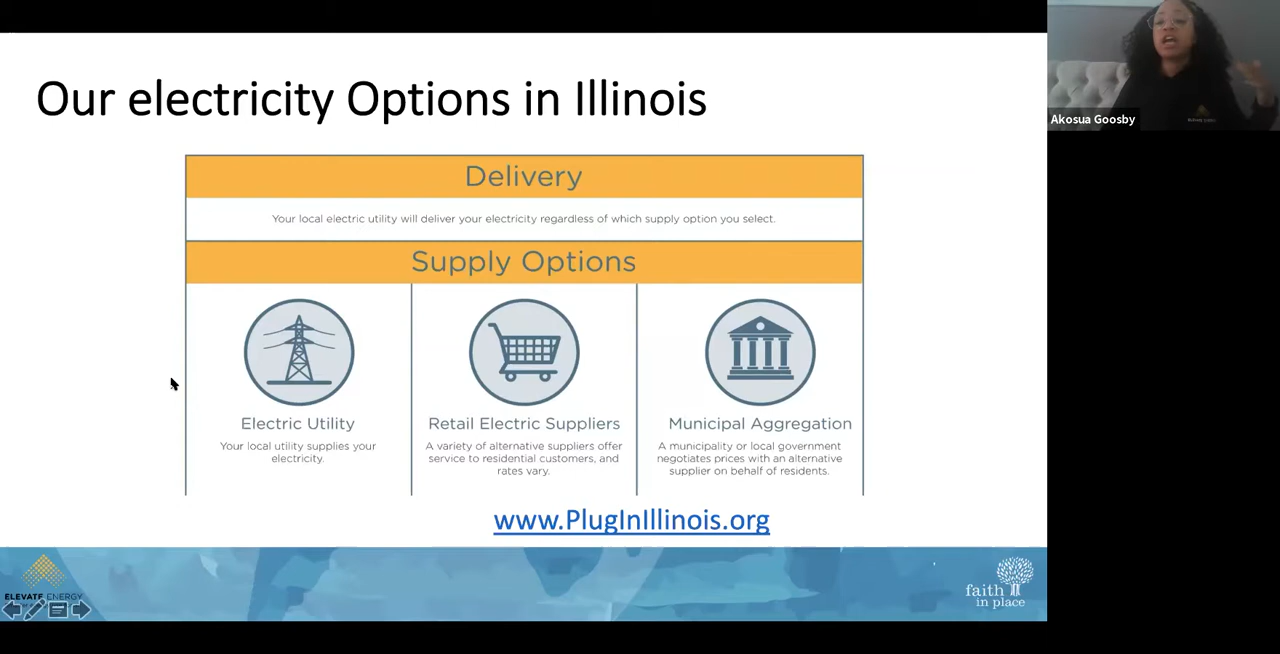 Our electricity Options in Illinois
Akosua Goosby
Delivery
Your local electric utility will deliver your electricity regardless of which supply option you select.
Supply Options
Electric Utility
Your local utility supplies your
electricity.
Retail Electric Suppliers
A variety of alternative suppliers offer
service to residential customers, and
rates vary.
Municipal Aggregation
A municipality or local government
negotiates prices with an alternative
supplier on behalf of residents.
www.PlugInIllinois.org
ELEVATE ENERGY
faith
in place